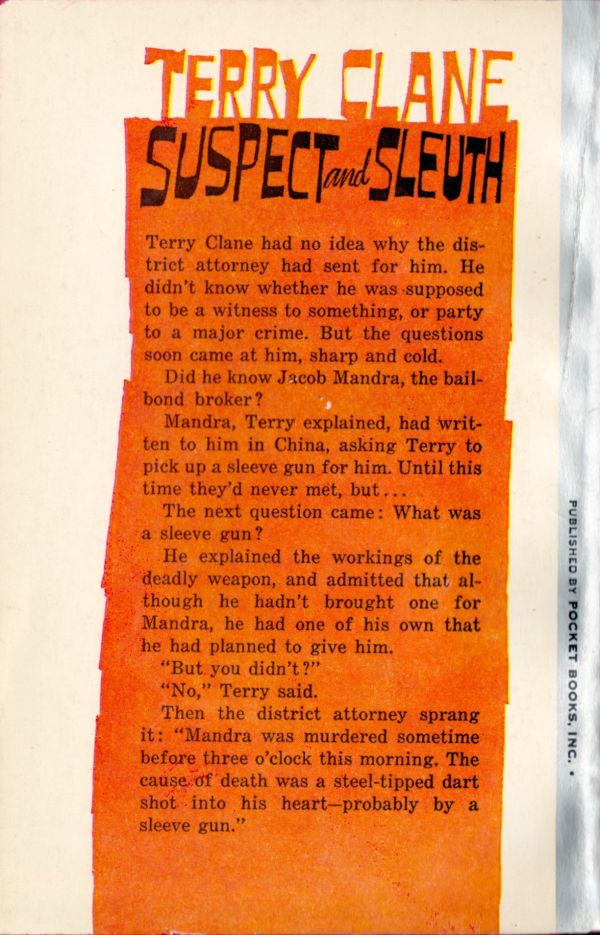 TERRY CLANE
SUSPECT and SLEUTH
Terry Clane had no idea why the dis-
trict attorney had sent for him. He
didn't know whether he was supposed
to be a witness to something, or party
to a major crime. But the questions
soon came at him, sharp and cold.
Did he know Jacob Mandra, the bail-
bond broker?
Mandra, Terry explained, had writ-
ten to him in China, asking Terry to
pick up a sleeve gun for him. Until this
time they'd never met, but...
The next question came: What was
a sleeve gun?
He explained the workings of the
deadly weapon, and admitted that al-
though he hadn't brought one for
Mandra, he had one of his own that
he had planned to give him.
"But you didn't?"
"No," Terry said.
Then the district attorney sprang
it: "Mandra was murdered sometime
before three o'clock this morning. The
cause of death was a steel-tipped dart
shot into his heart—probably by a
sleeve gun."
PUBLISHED BY POCKET BOOKS, INC. •